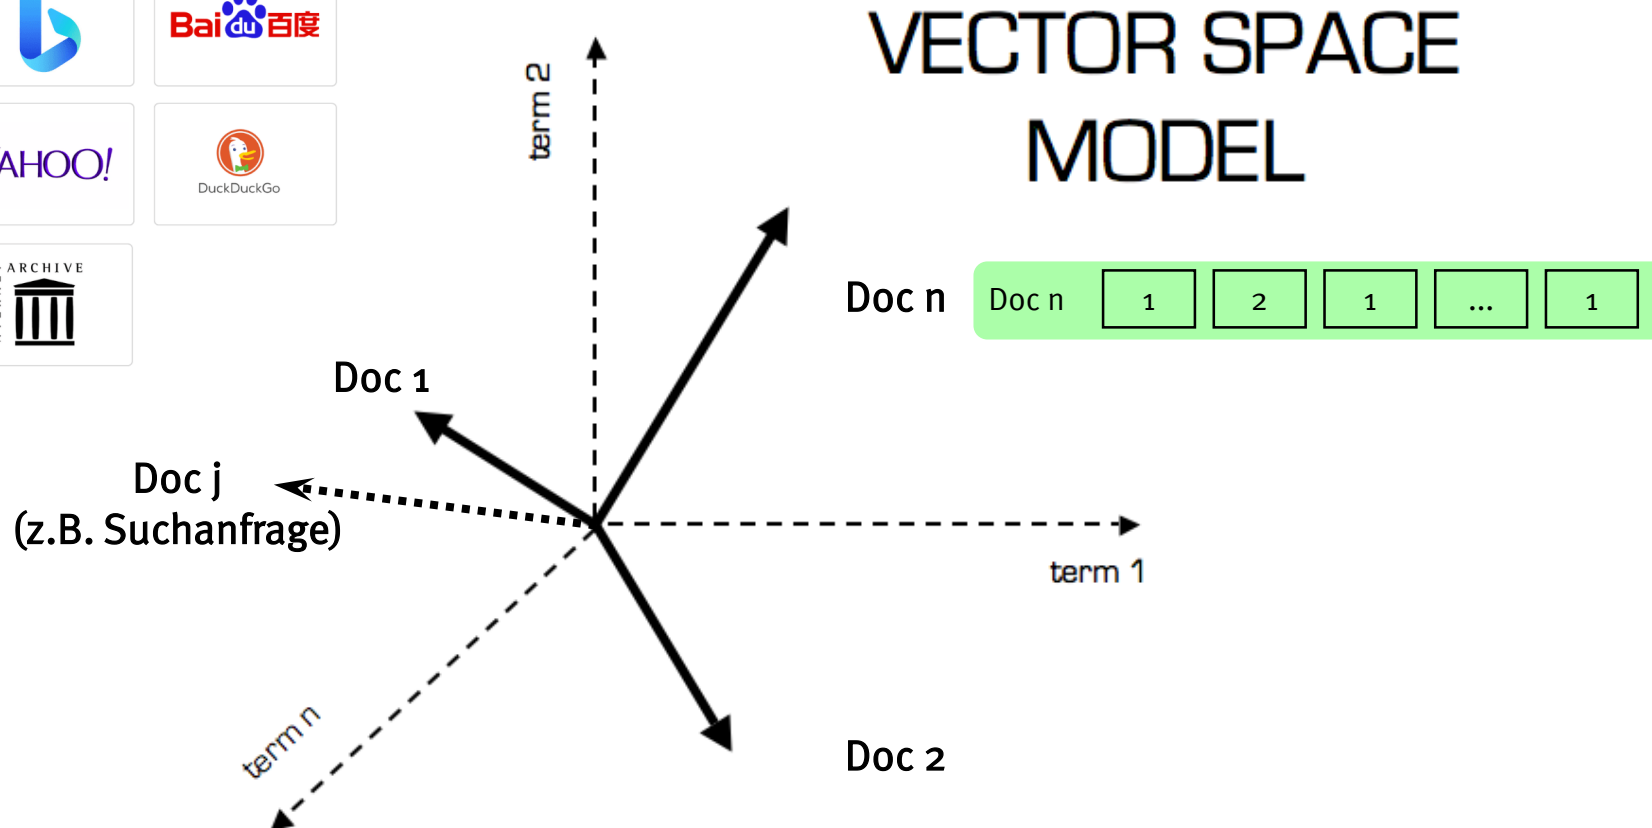 Bai du 百度
VECTOR SPACE
MODEL
term 2
AHOO!
DuckDuckGo
ARCHIVE
Doc n
Doc n 1 2 1 ... 1
Doc 1
Doc j
(z.B. Suchanfrage)
term 1
term n
Doc 2